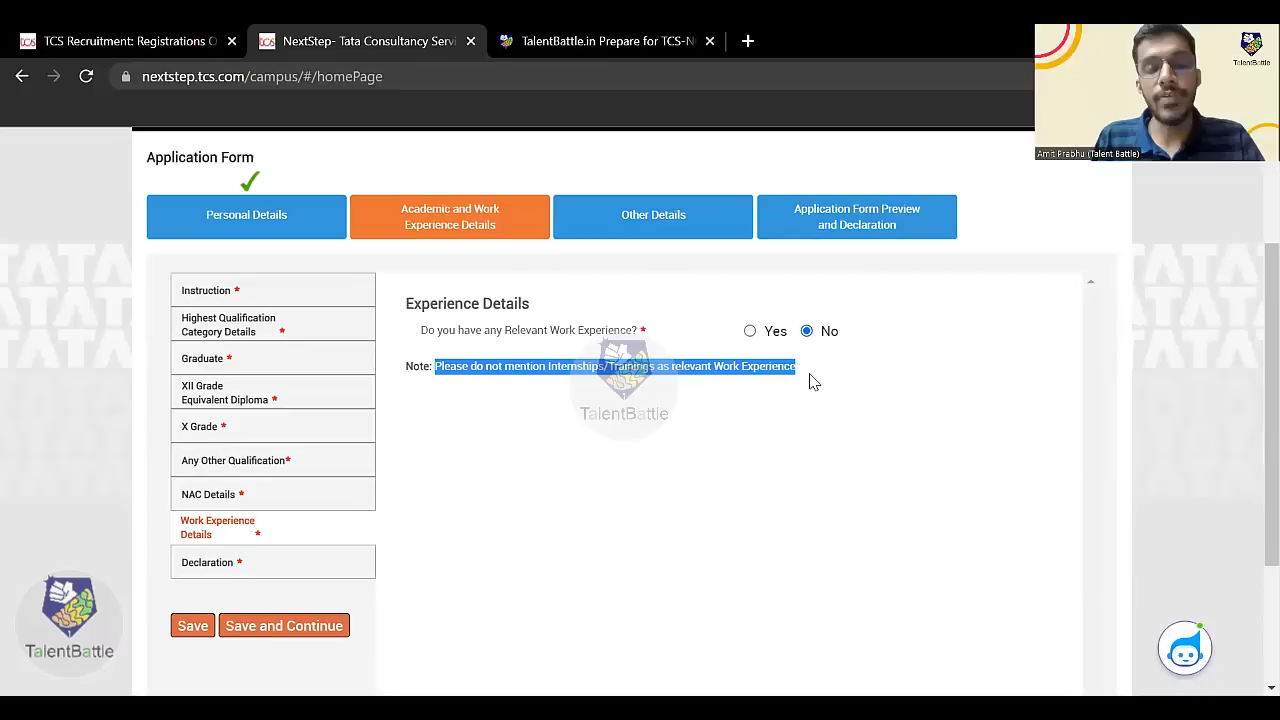 TCS Recruitment: Registrations O
NextStep- Tata Consultancy Servi
TalentBattle.in Prepare for TCS-N
nextstep.tcs.com/campus/#/homePage
TalentBattle
Amit Prabhu (Talent Battle)
Application Form
Personal Details
Academic and Work
Experience Details
Other Details
Application Form Preview
and Declaration
Instruction *
Highest Qualification
Category Details *
Graduate *
XII Grade
Equivalent Diploma *
X Grade *
Any Other Qualification*
NAC Details *
Work Experience
Details *
Declaration *
Save
Save and Continue
Experience Details
Do you have any Relevant Work Experience? *
Yes
No
Note: Please do not mention Internships/Trainings as relevant Work Experience
TalentBattle
TalentBattle
TATA
TATA
TATA
TATA